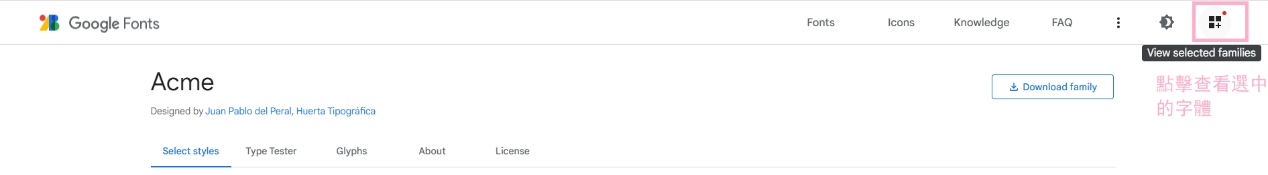 Google Fonts
Fonts
Icons
Knowledge
FAQ
View selected families
Acme
Download family
點擊查看選中
的字體
Designed by Juan Pablo del Peral, Huerta Tipográfica
Select styles
Type Tester
Glyphs
About
License